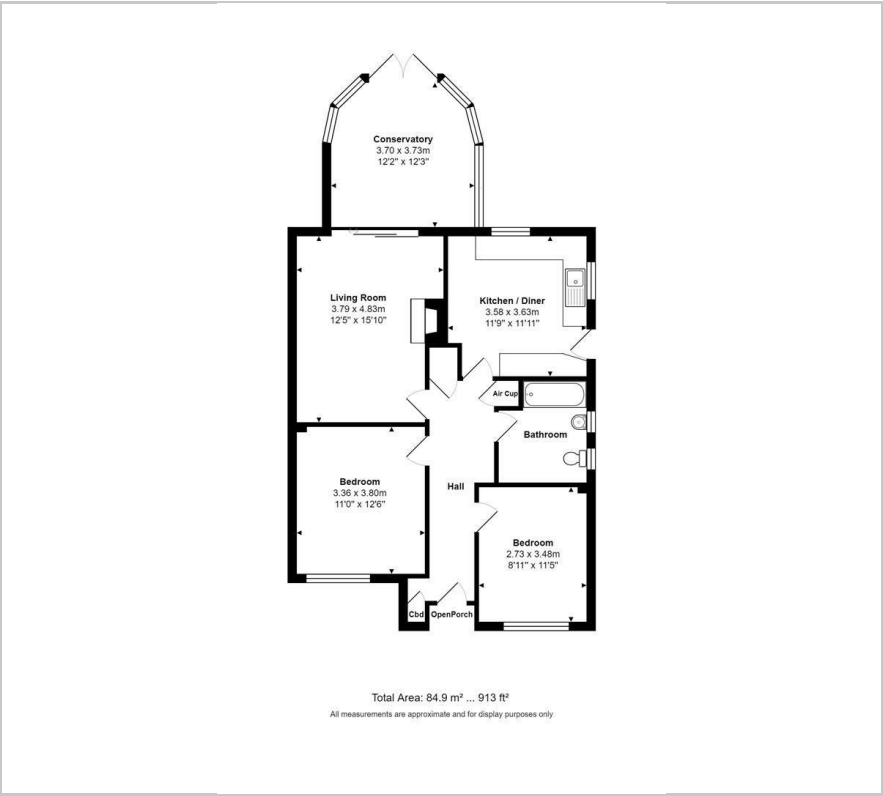 Conservatory
3.70 x 3.73m
12'2" x 12'3"
Living Room
3.79 x 4.83m
12'5" x 15'10"
Kitchen / Diner
3.58 x 3.63m
11'9" x 11'11"
Air Cup
Bathroom
Bedroom
3.36 x 3.80m
11'0" x 12'6"
Hall
Bedroom
2.73 x 3.48m
8'11" x 11'5"
Cbd
OpenPorch
Total Area: 84.9 m² ... 913 ft²
All measurements are approximate and for display purposes only